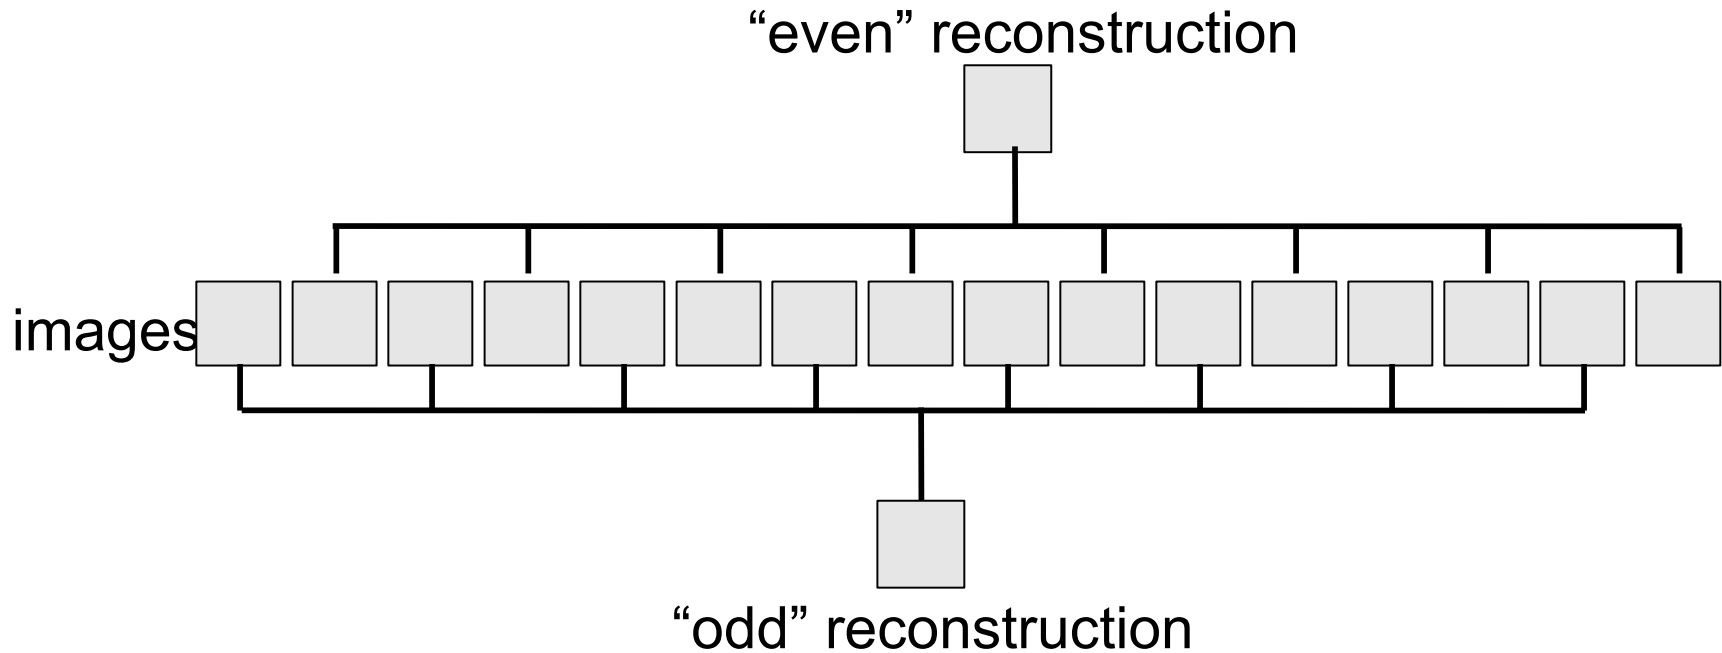 “even” reconstruction
images
“odd” reconstruction